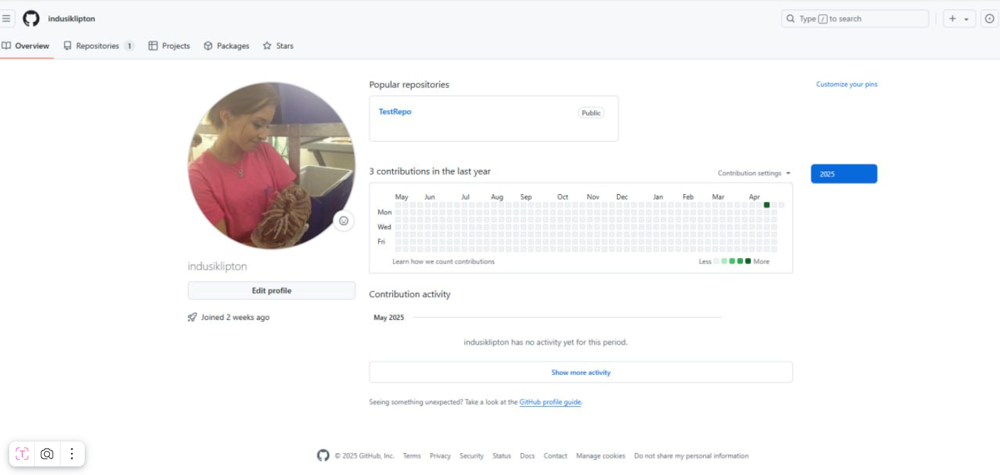 indusiklipton
Type / to search
Overview Repositories 1 Projects Packages Stars
Popular repositories
Customize your pins
TestRepo Public
3 contributions in the last year
Contribution settings
2025
May Jun Jul Aug Sep Oct Nov Dec Jan Feb Mar Apr
Mon
Wed
Fri
Learn how we count contributions
Less More
indusiklipton
Edit profile
Joined 2 weeks ago
Contribution activity
May 2025
indusiklipton has no activity yet for this period.
Show more activity
Seeing something unexpected? Take a look at the GitHub profile guide.
T
© 2025 GitHub, Inc. Terms Privacy Security Status Docs Contact Manage cookies Do not share my personal information